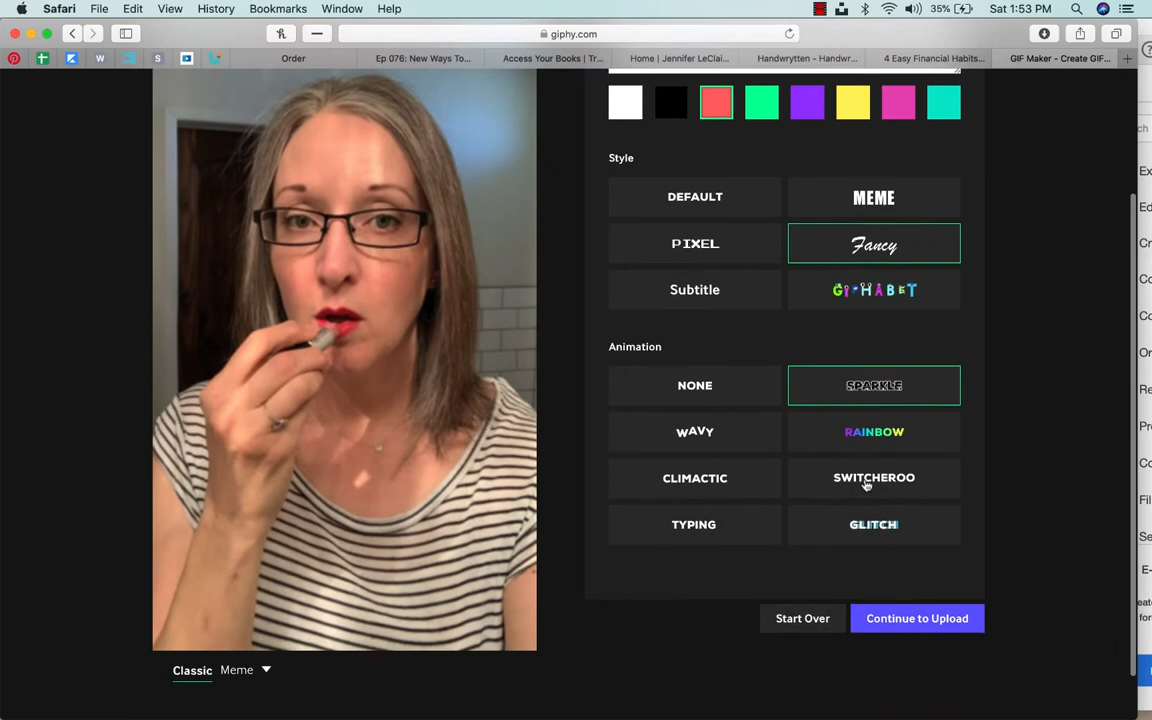 Safari File Edit View History Bookmarks Window Help 35% Sat 1:53 PM
giphy.com
Order Ep 076: New Ways To... Access Your Books | Tr... Home | Jennifer LeClai... Handwrytten - Handwr... 4 Easy Financial Habits... GIF Maker - Create GIF...
Style
DEFAULT MEME
PIXEL Fancy
Subtitle GIPHABET
Animation
NONE SPARKLE
WAVY RAINBOW
CLIMACTIC SWITCHEROO
TYPING GLITCH
Start Over Continue to Upload
Classic Meme